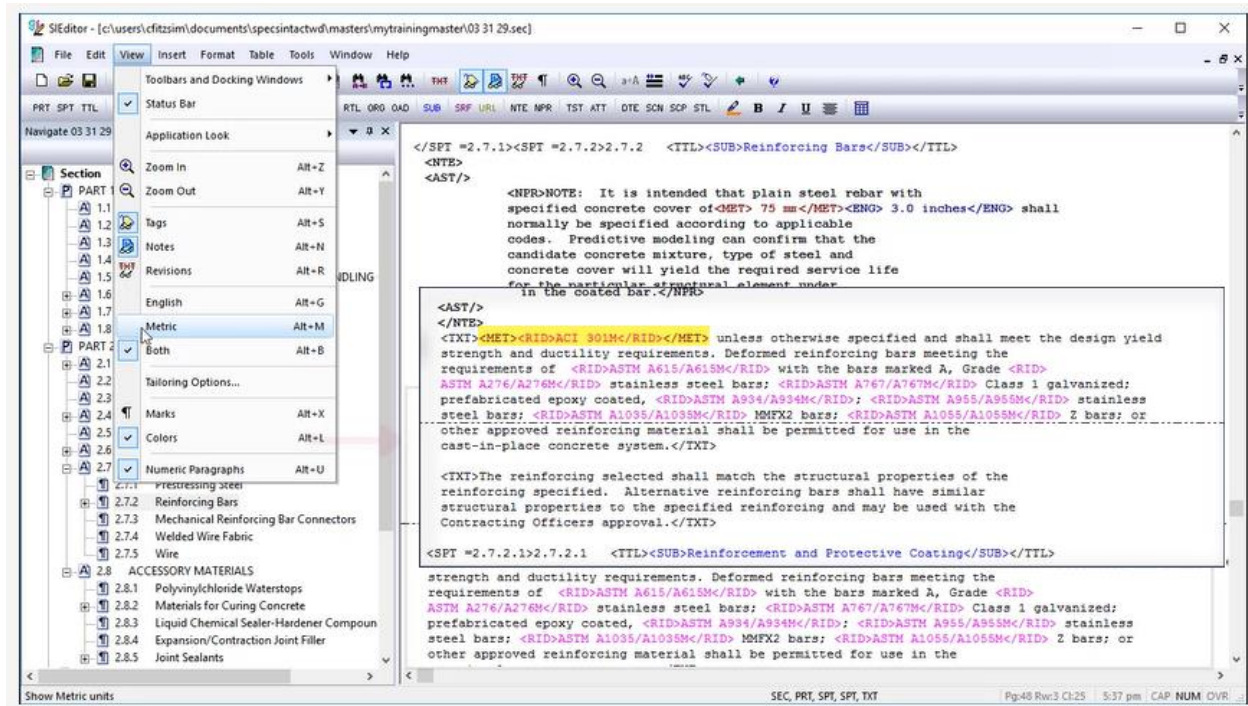 SIEditor - [c:\users\cfitzsim\documents\specsintactwd\masters\mytrainingmaster\03 31 29.sec]
File Edit View Insert Format Table Tools Window Help
PRT SPT TTL
RTL ORG OAD SUB SRF URL NTE NPR TST ATT DTE SCN SCP STL B I U
Toolbars and Docking Windows
Status Bar
Application Look
Zoom In Alt+Z
Zoom Out Alt+Y
Tags Alt+S
Notes Alt+N
Revisions Alt+R
English Alt+G
Metric Alt+M
Both Alt+B
Tailoring Options...
Marks Alt+X
Colors Alt+L
Numeric Paragraphs Alt+U
Navigate 03 31 29
Section
PART 1
1.1
1.2
1.3
1.4
1.5 NDLING
1.6
1.7
1.8
PART 2
2.1
2.2
2.3
2.4
2.5
2.6
2.7
2.7.1 Prestressing Steel
2.7.2 Reinforcing Bars
2.7.3 Mechanical Reinforcing Bar Connectors
2.7.4 Welded Wire Fabric
2.7.5 Wire
2.8 ACCESSORY MATERIALS
2.8.1 Polyvinylchloride Waterstops
2.8.2 Materials for Curing Concrete
2.8.3 Liquid Chemical Sealer-Hardener Compoun
2.8.4 Expansion/Contraction Joint Filler
2.8.5 Joint Sealants
</SPT =2.7.1><SPT =2.7.2>2.7.2 <TTL><SUB>Reinforcing Bars</SUB></TTL>
<NTE>
<AST/>
<NPR>NOTE: It is intended that plain steel rebar with
specified concrete cover of<MET> 75 mm</MET><ENG> 3.0 inches</ENG> shall
normally be specified according to applicable
codes. Predictive modeling can confirm that the
candidate concrete mixture, type of steel and
concrete cover will yield the required service life
for the particular structural element under
in the coated bar.</NPR>
<AST/>
</NTE>
<TXT><MET><RID>ACI 301M</RID></MET> unless otherwise specified and shall meet the design yield
strength and ductility requirements. Deformed reinforcing bars meeting the
requirements of <RID>ASTM A615/A615M</RID> with the bars marked A, Grade <RID>
ASTM A276/A276M</RID> stainless steel bars; <RID>ASTM A767/A767M</RID> Class 1 galvanized;
prefabricated epoxy coated, <RID>ASTM A934/A934M</RID>; <RID>ASTM A955/A955M</RID> stainless
steel bars; <RID>ASTM A1035/A1035M</RID> MMFX2 bars; <RID>ASTM A1055/A1055M</RID> Z bars; or
other approved reinforcing material shall be permitted for use in the
cast-in-place concrete system.</TXT>
<TXT>The reinforcing selected shall match the structural properties of the
reinforcing specified. Alternative reinforcing bars shall have similar
structural properties to the specified reinforcing and may be used with the
Contracting Officers approval.</TXT>
<SPT =2.7.2.1>2.7.2.1 <TTL><SUB>Reinforcement and Protective Coating</SUB></TTL>
strength and ductility requirements. Deformed reinforcing bars meeting the
requirements of <RID>ASTM A615/A615M</RID> with the bars marked A, Grade <RID>
ASTM A276/A276M</RID> stainless steel bars; <RID>ASTM A767/A767M</RID> Class 1 galvanized;
prefabricated epoxy coated, <RID>ASTM A934/A934M</RID>; <RID>ASTM A955/A955M</RID> stainless
steel bars; <RID>ASTM A1035/A1035M</RID> MMFX2 bars; <RID>ASTM A1055/A1055M</RID> Z bars; or
other approved reinforcing material shall be permitted for use in the
Show Metric units
SEC, PRT, SPT, SPT, TXT
Pg:48 Rw:3 Cl:25 5:37 pm CAP NUM OVR